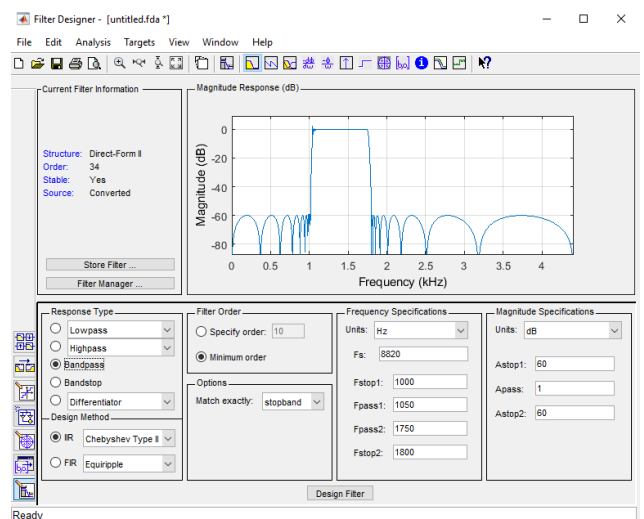 Filter Designer - [untitled.fda *]
File Edit Analysis Targets View Window Help
Current Filter Information
Structure: Direct-Form II
Order: 34
Stable: Yes
Source: Converted
Store Filter ...
Filter Manager ...
Magnitude Response (dB)
Magnitude (dB)
0
-20
-40
-60
-80
0 0.5 1 1.5 2 2.5 3 3.5 4
Frequency (kHz)
Response Type
Lowpass
Highpass
Bandpass
Bandstop
Differentiator
Design Method
IIR Chebyshev Type II
FIR Equiripple
Filter Order
Specify order: 10
Minimum order
Options
Match exactly: stopband
Frequency Specifications
Units: Hz
Fs: 8820
Fstop1: 1000
Fpass1: 1050
Fpass2: 1750
Fstop2: 1800
Magnitude Specifications
Units: dB
Astop1: 60
Apass: 1
Astop2: 60
Design Filter
Ready